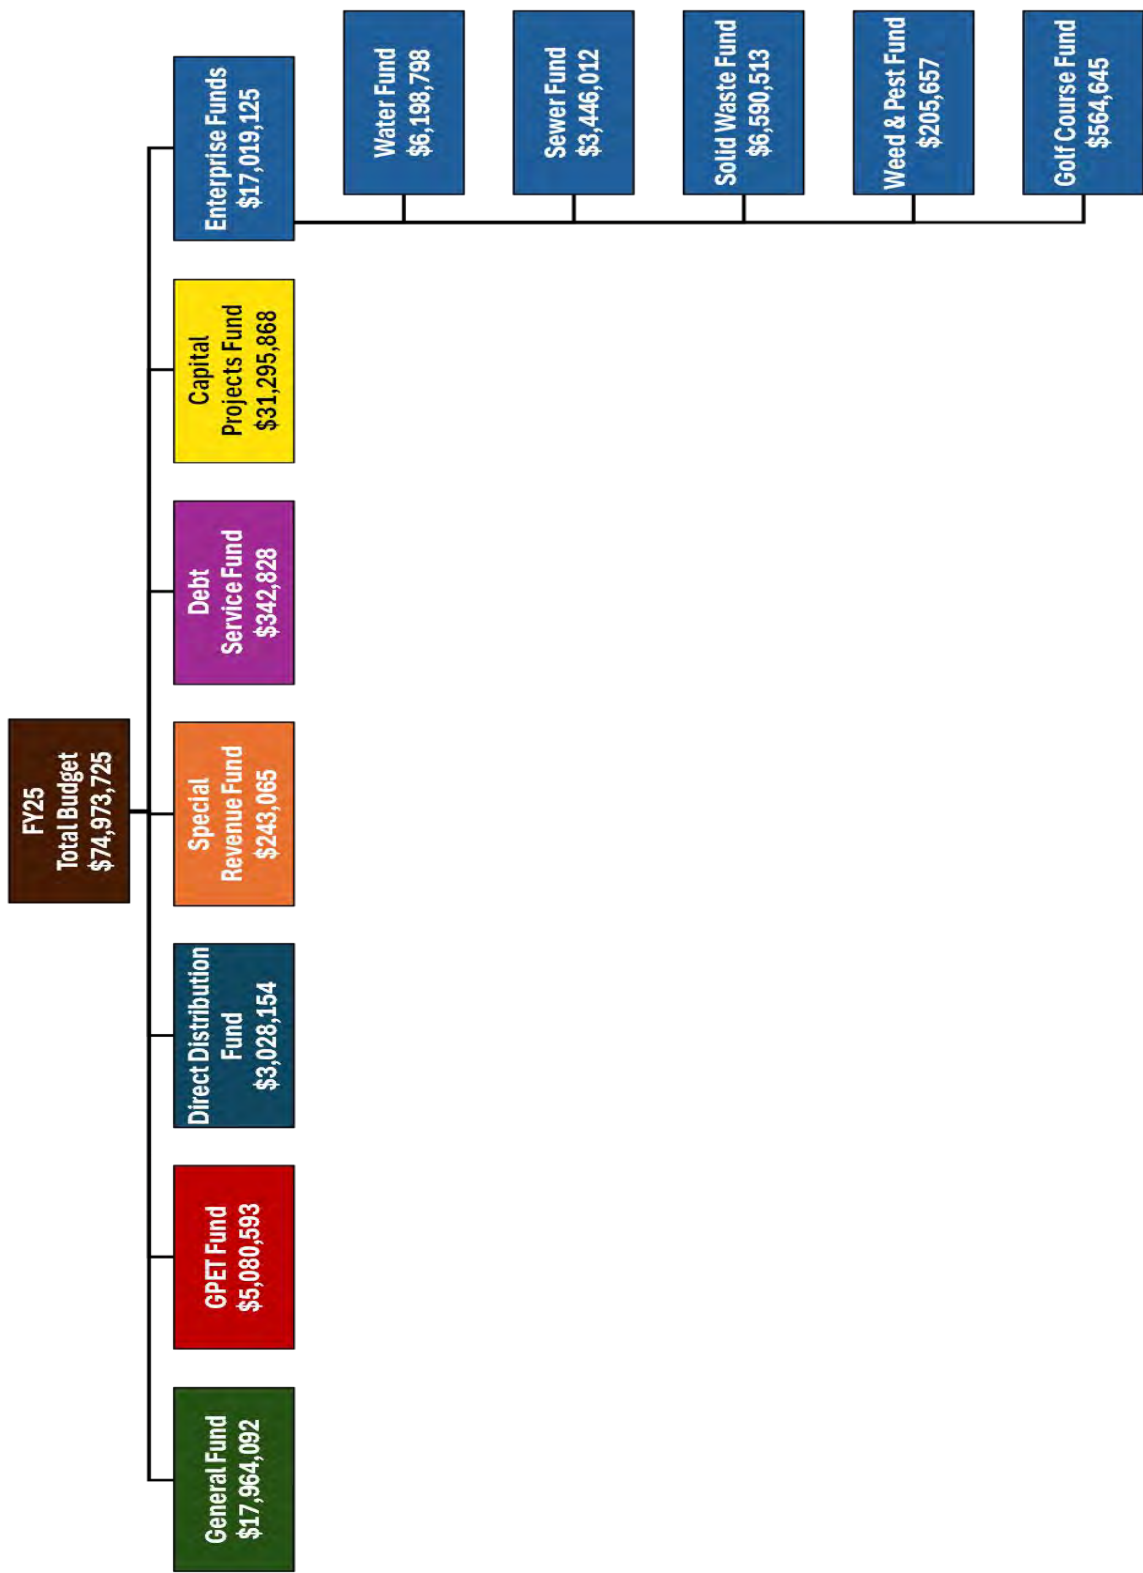 FY25
Total Budget
$74,973,725
General Fund
$17,964,092
GPET Fund
$5,080,593
Direct Distribution
Fund
$3,028,154
Special
Revenue Fund
$243,065
Debt
Service Fund
$342,828
Capital
Projects Fund
$31,295,868
Enterprise Funds
$17,019,125
Water Fund
$6,198,798
Sewer Fund
$3,446,012
Solid Waste Fund
$6,590,513
Weed & Pest Fund
$205,657
Golf Course Fund
$564,645